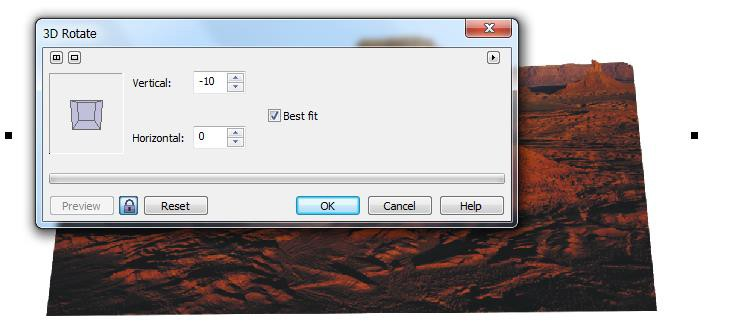 3D Rotate
Vertical: -10
Best fit
Horizontal: 0
Preview Reset OK Cancel Help